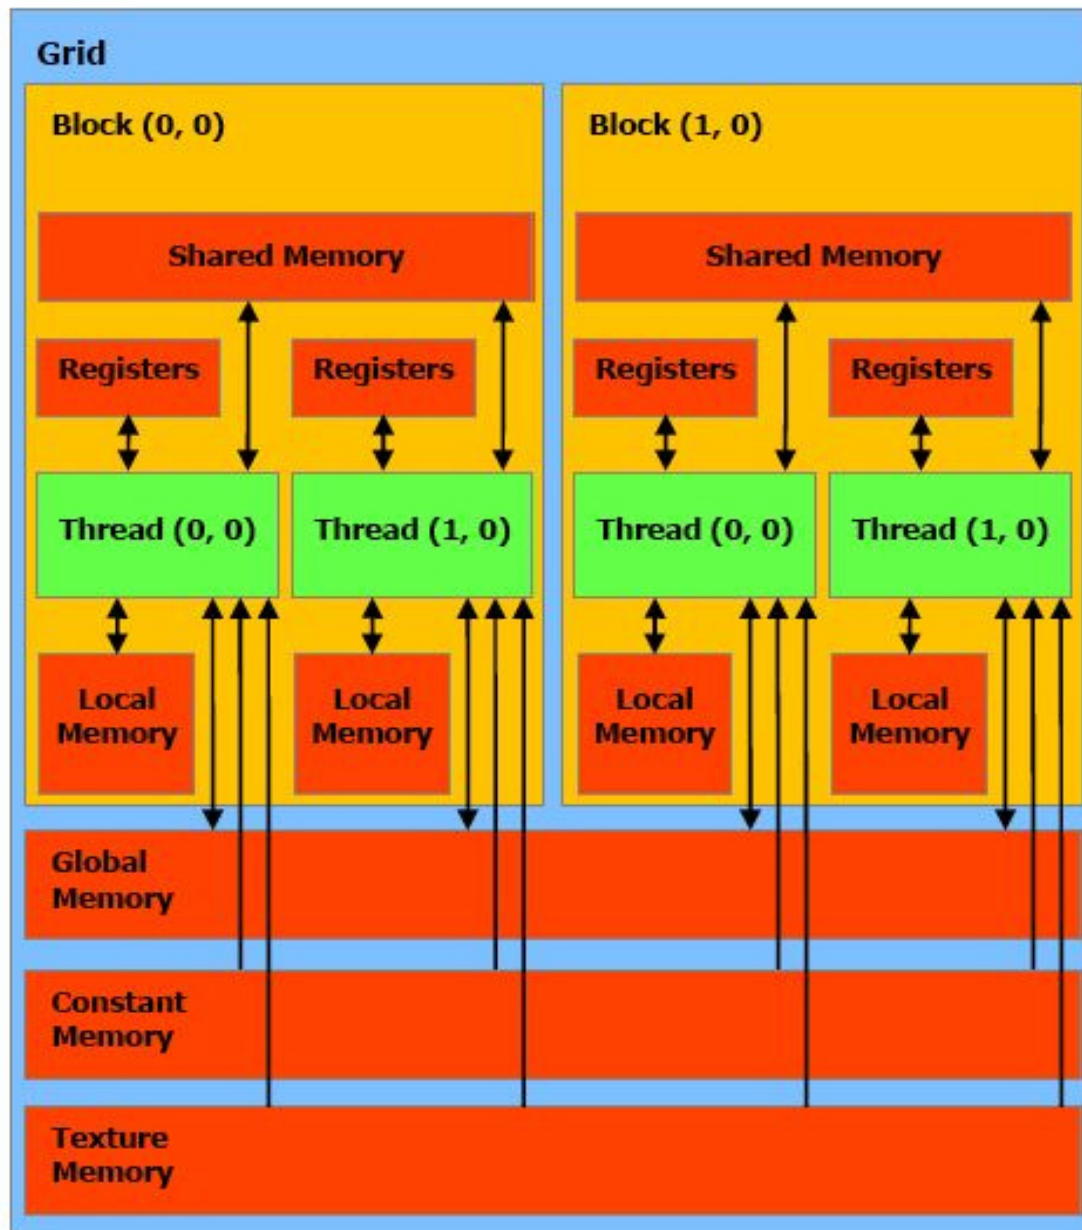 Grid
Block (0, 0)
Block (1, 0)
Shared Memory
Shared Memory
Registers
Registers
Registers
Registers
Thread (0, 0)
Thread (1, 0)
Thread (0, 0)
Thread (1, 0)
Local
Memory
Local
Memory
Local
Memory
Local
Memory
Global
Memory
Constant
Memory
Texture
Memory